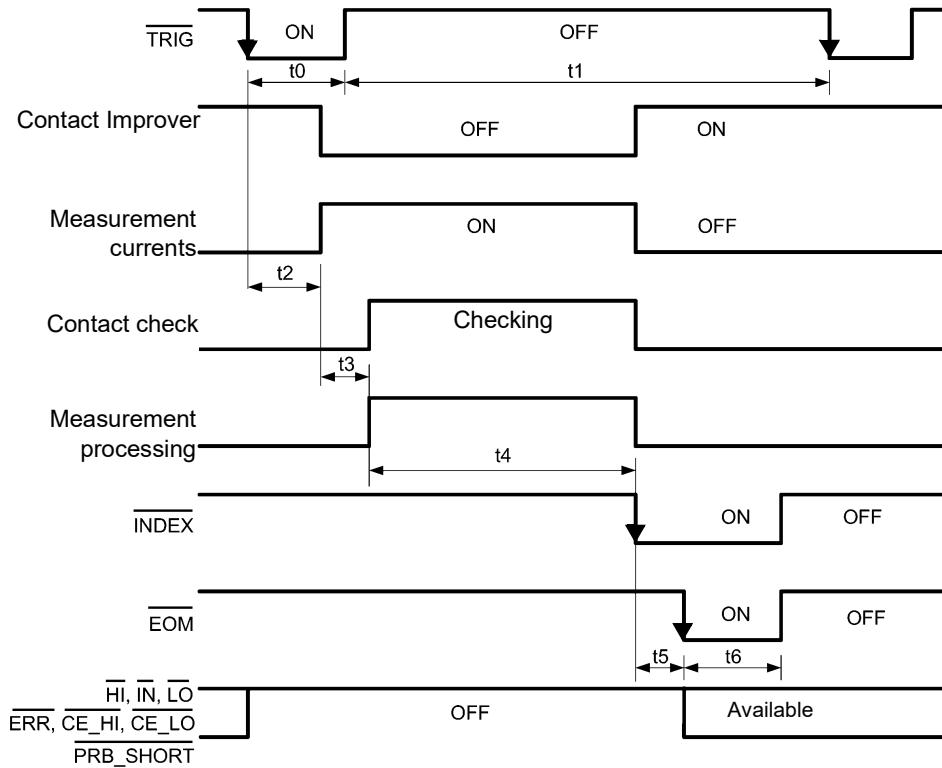 TRIG ON OFF
t0 t1
Contact Improver OFF ON
Measurement
currents ON OFF
t2
Contact check Checking
t3
Measurement
processing
t4
INDEX ON OFF
EOM ON OFF
t5 t6
HI, IN, LO
ERR, CE_HI, CE_LO OFF Available
PRB_SHORT